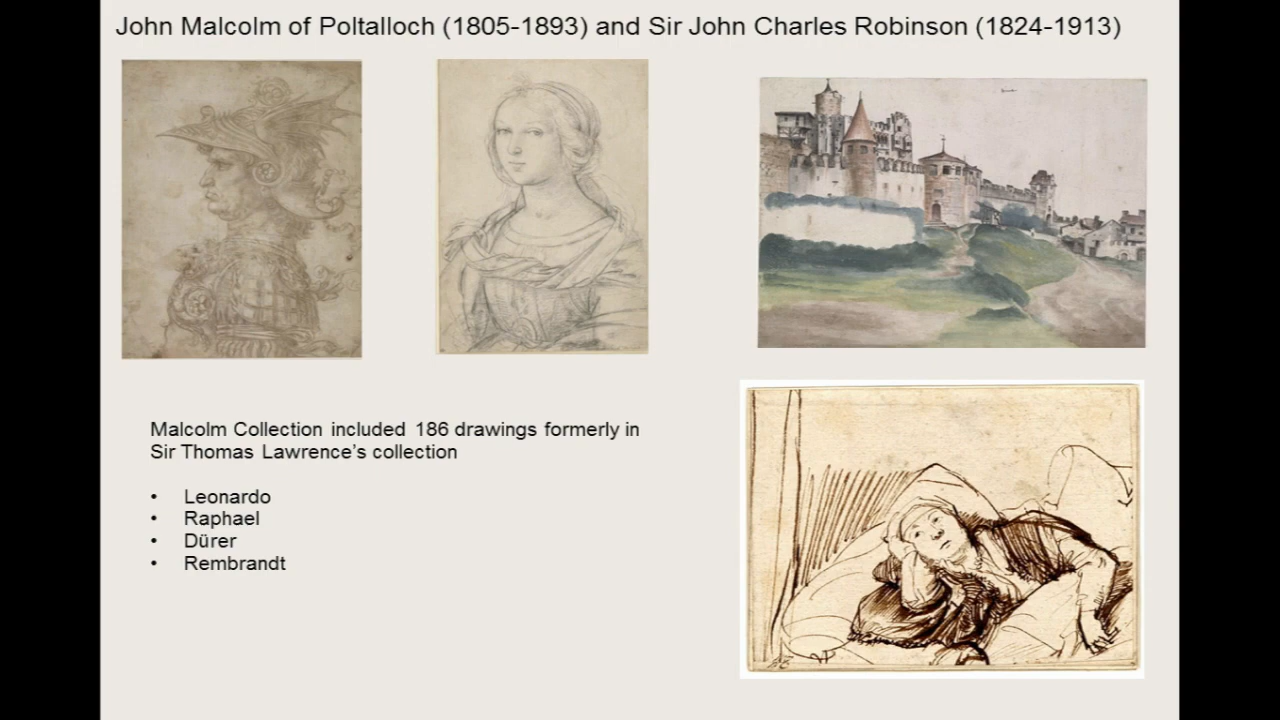 John Malcolm of Poltalloch (1805-1893) and Sir John Charles Robinson (1824-1913)
Malcolm Collection included 186 drawings formerly in
Sir Thomas Lawrence’s collection
• Leonardo
• Raphael
• Dürer
• Rembrandt